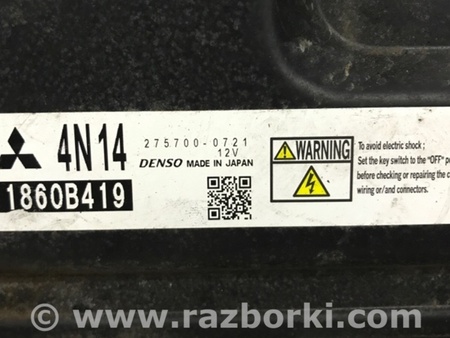 4N14
1860B419
275700-0721
12V
DENSO MADE IN JAPAN
WARNING
To avoid electric shock ;
Set the key switch to the "OFF"
before checking or repairing the
wiring or/and connectors.
© www.razborki.com